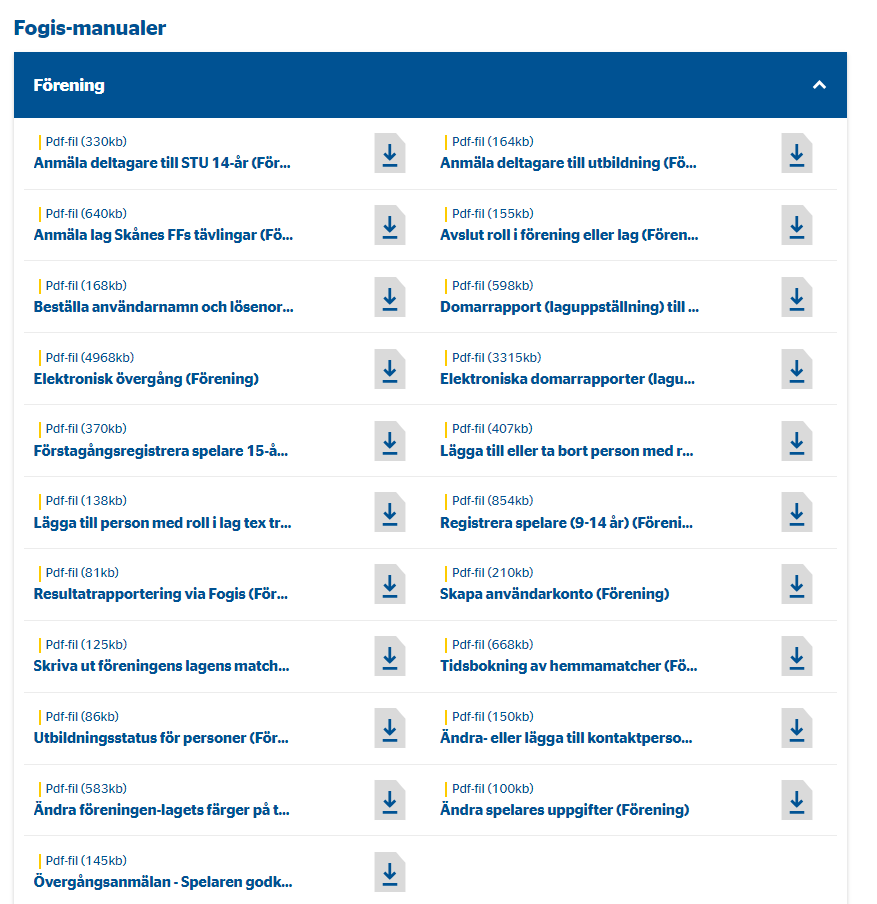 Fogis-manualer
Förening
Pdf-fil (330kb)
Anmäla deltagare till STU 14-år (För...
Pdf-fil (164kb)
Anmäla deltagare till utbildning (Fö...
Pdf-fil (640kb)
Anmäla lag Skånes FFs tävlingar (Fö...
Pdf-fil (155kb)
Avslut roll i förening eller lag (Fören...
Pdf-fil (168kb)
Beställa användarnamn och lösenor...
Pdf-fil (598kb)
Domarrapport (laguppställning) till ...
Pdf-fil (4968kb)
Elektronisk övergång (Förening)
Pdf-fil (3315kb)
Elektroniska domarrapporter (lagu...
Pdf-fil (370kb)
Förstagångsregistrera spelare 15-å...
Pdf-fil (407kb)
Lägga till eller ta bort person med r...
Pdf-fil (138kb)
Lägga till person med roll i lag tex tr...
Pdf-fil (854kb)
Registrera spelare (9-14 år) (Föreni...
Pdf-fil (81kb)
Resultatrapportering via Fogis (För...
Pdf-fil (210kb)
Skapa användarkonto (Förening)
Pdf-fil (125kb)
Skriva ut föreningens lagens match...
Pdf-fil (668kb)
Tidsbokning av hemmamatcher (Fö...
Pdf-fil (86kb)
Utbildningsstatus för personer (För...
Pdf-fil (150kb)
Ändra- eller lägga till kontaktperso...
Pdf-fil (583kb)
Ändra föreningen-lagets färger på t...
Pdf-fil (100kb)
Ändra spelares uppgifter (Förening)
Pdf-fil (145kb)
Övergångsanmälan - Spelaren godk...